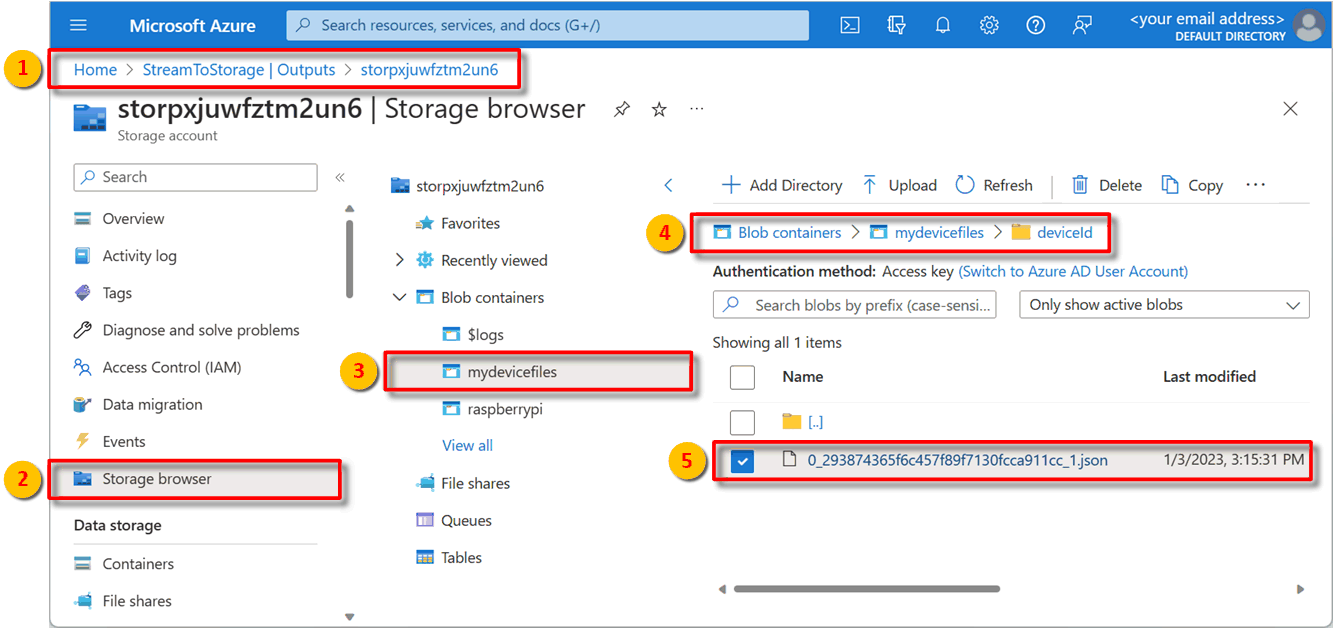 Microsoft Azure
Search resources, services, and docs (G+/)
<your email address>
DEFAULT DIRECTORY
1
Home > StreamToStorage | Outputs > storpxjuwfztm2un6
storpxjuwfztm2un6 | Storage browser
Storage account
Search
Overview
Activity log
Tags
Diagnose and solve problems
Access Control (IAM)
Data migration
Events
2
Storage browser
Data storage
Containers
File shares
storpxjuwfztm2un6
Favorites
Recently viewed
Blob containers
$logs
3
mydevicefiles
raspberrypi
View all
File shares
Queues
Tables
Add Directory Upload Refresh Delete Copy ...
4
Blob containers > mydevicefiles > deviceId
Authentication method: Access key (Switch to Azure AD User Account)
Search blobs by prefix (case-sensi...
Only show active blobs
Showing all 1 items
Name Last modified
[..]
5
0_293874365f6c457f89f7130fcca911cc_1.json 1/3/2023, 3:15:31 PM